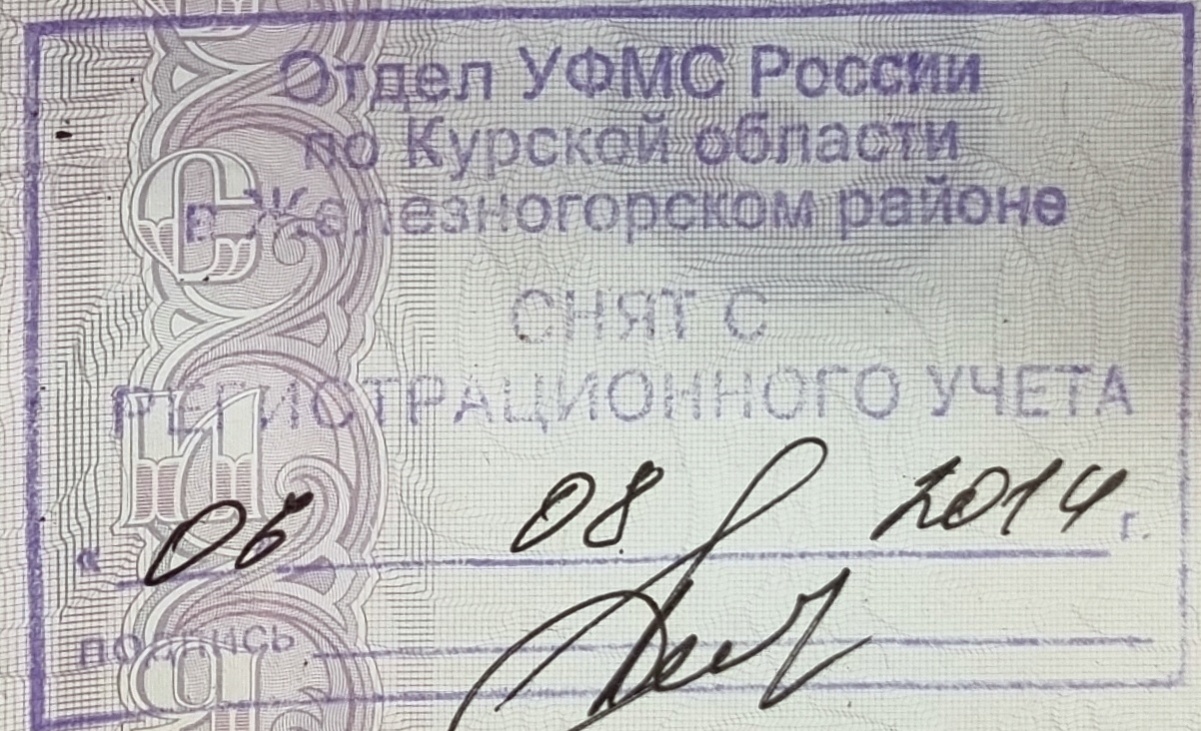 Отдел УФМС России
по Курской области
в Железногорском районе
СНЯТ С
РЕГИСТРАЦИОННОГО УЧЕТА
« 06 08 2014 г.
подпись